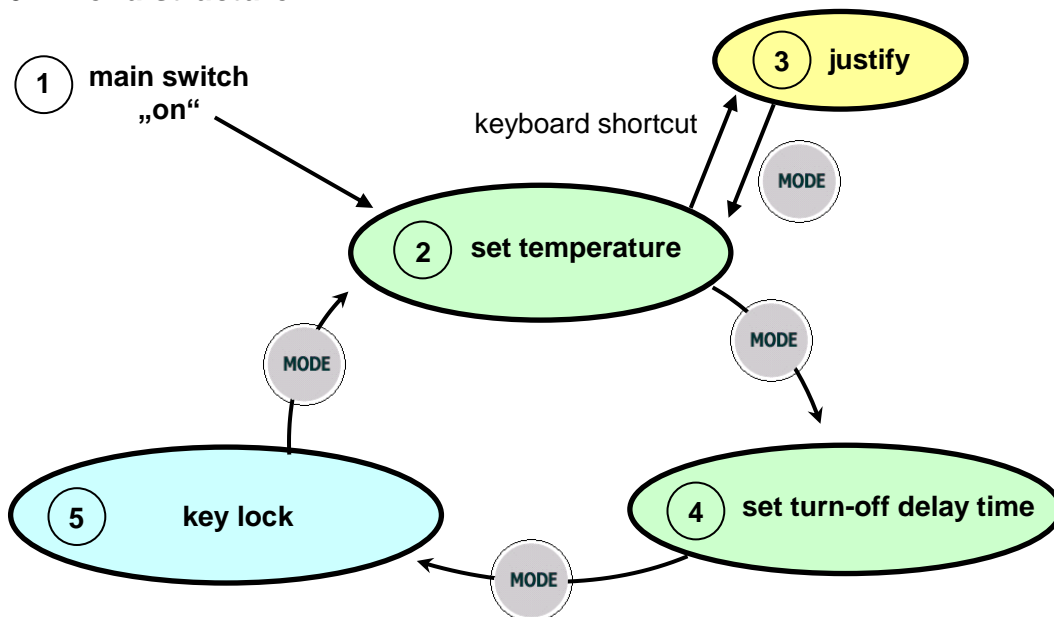 1
main switch
„on“
3
justify
keyboard shortcut
MODE
2
set temperature
MODE
MODE
5
key lock
4
set turn-off delay time
MODE